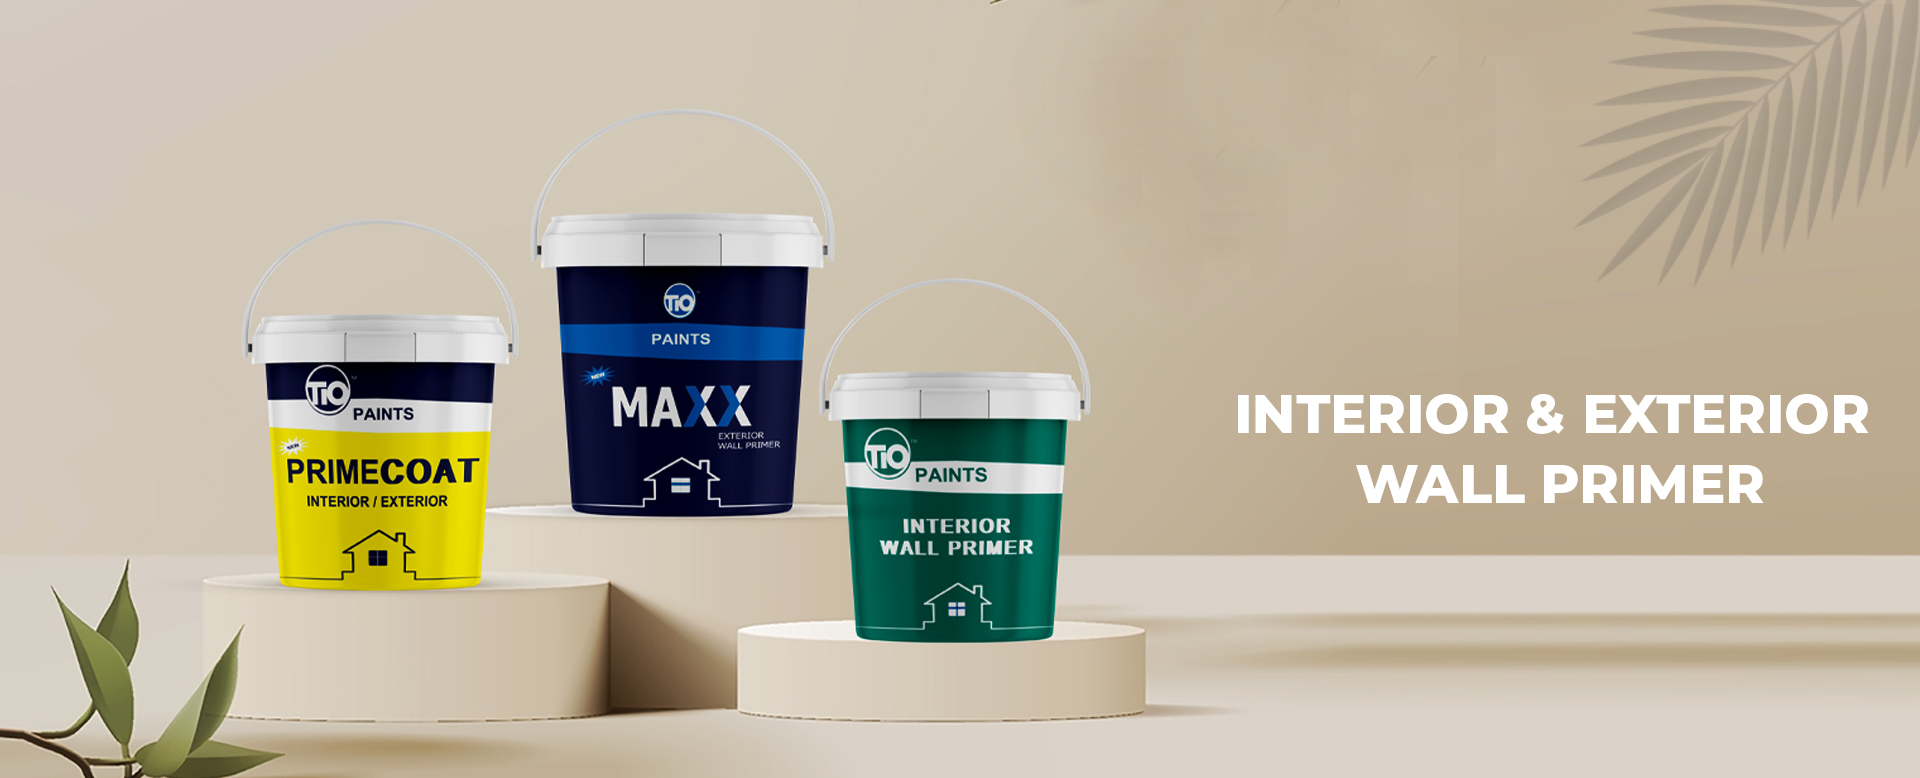 TiO
PAINTS
NEW
PRIMECOAT
INTERIOR / EXTERIOR
TiO
PAINTS
NEW
MAXX
EXTERIOR
WALL PRIMER
TiO
PAINTS
INTERIOR
WALL PRIMER
INTERIOR & EXTERIOR
WALL PRIMER